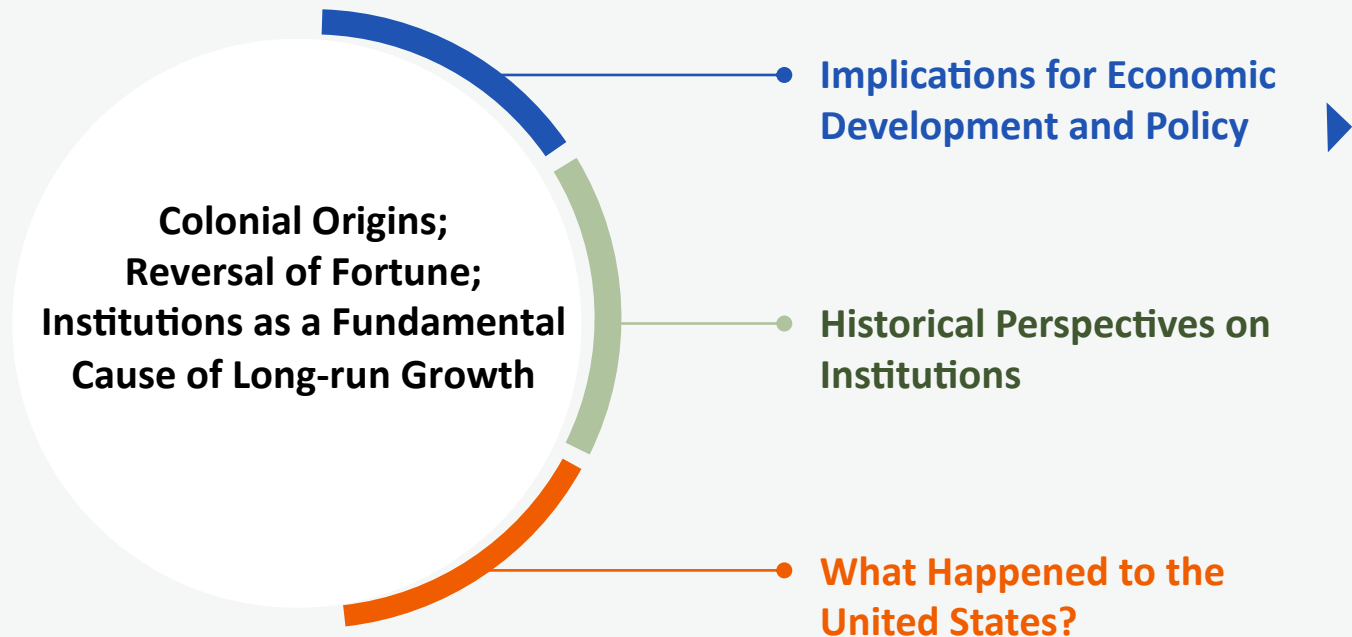 Colonial Origins;
Reversal of Fortune;
Institutions as a Fundamental
Cause of Long-run Growth
Implications for Economic
Development and Policy
Historical Perspectives on
Institutions
What Happened to the
United States?